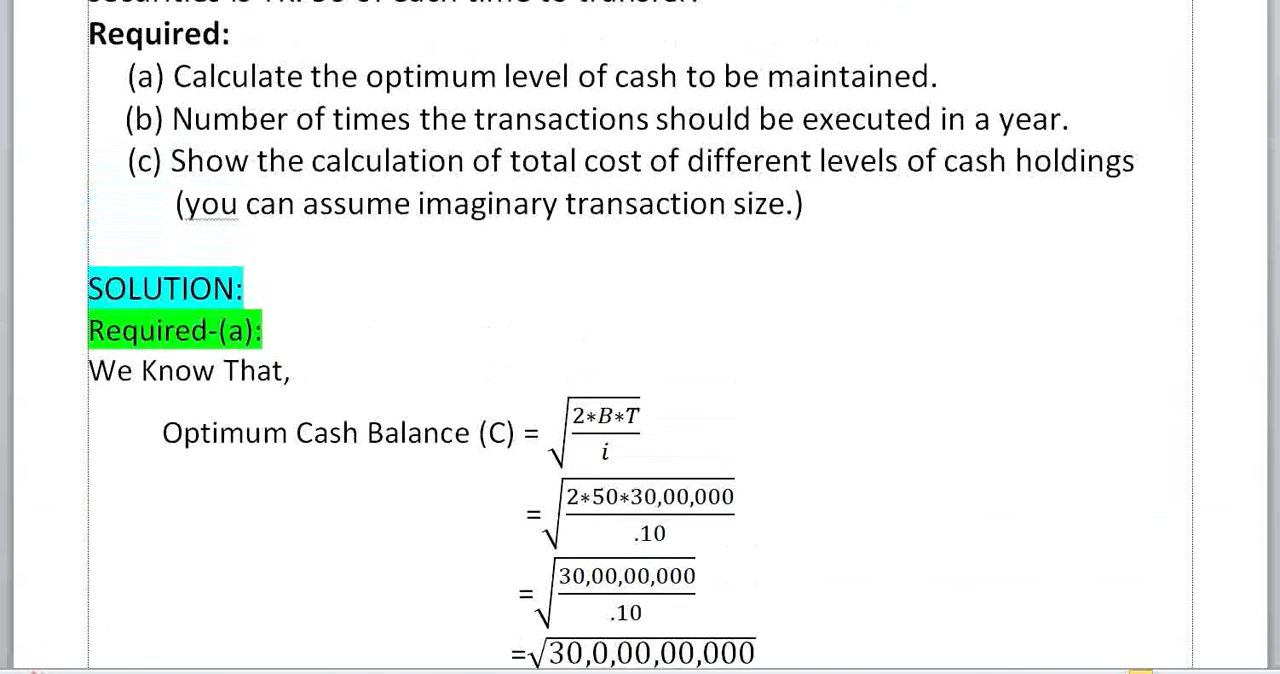 Required:
(a) Calculate the optimum level of cash to be maintained.
(b) Number of times the transactions should be executed in a year.
(c) Show the calculation of total cost of different levels of cash holdings
(you can assume imaginary transaction size.)
SOLUTION:
Required-(a):
We Know That,
Optimum Cash Balance (C) = √(2*B*T / i)
= √(2*50*30,00,000 / .10)
= √(30,00,00,000 / .10)
=√30,0,00,00,000